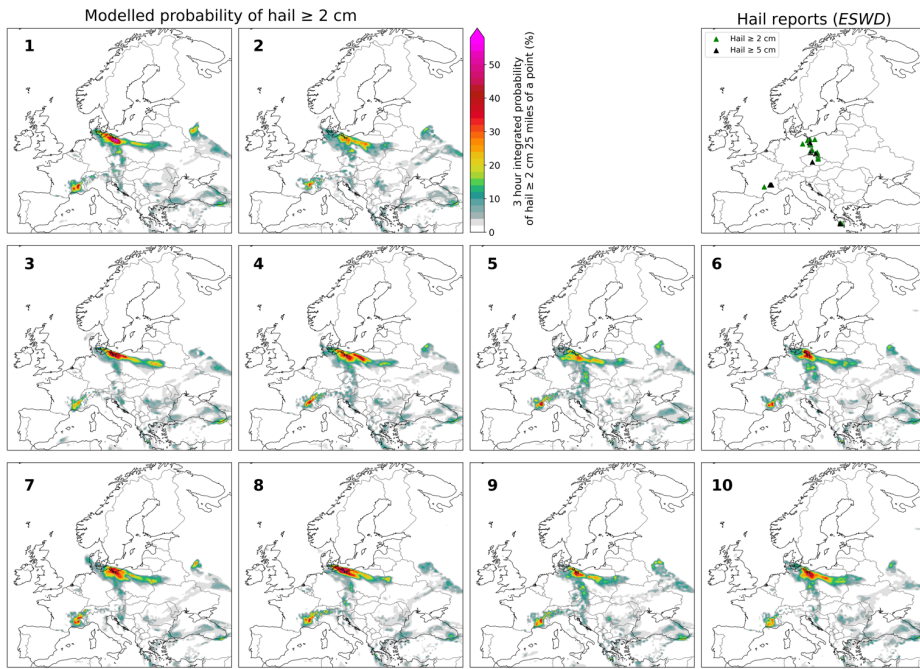 Modelled probability of hail ≥ 2 cm
Hail reports (ESWD)
1
2
50
40
30
20
10
0
3 hour integrated probability
of hail ≥ 2 cm 25 miles of a point (%)
Hail ≥ 2 cm
Hail ≥ 5 cm
3
4
5
6
7
8
9
10